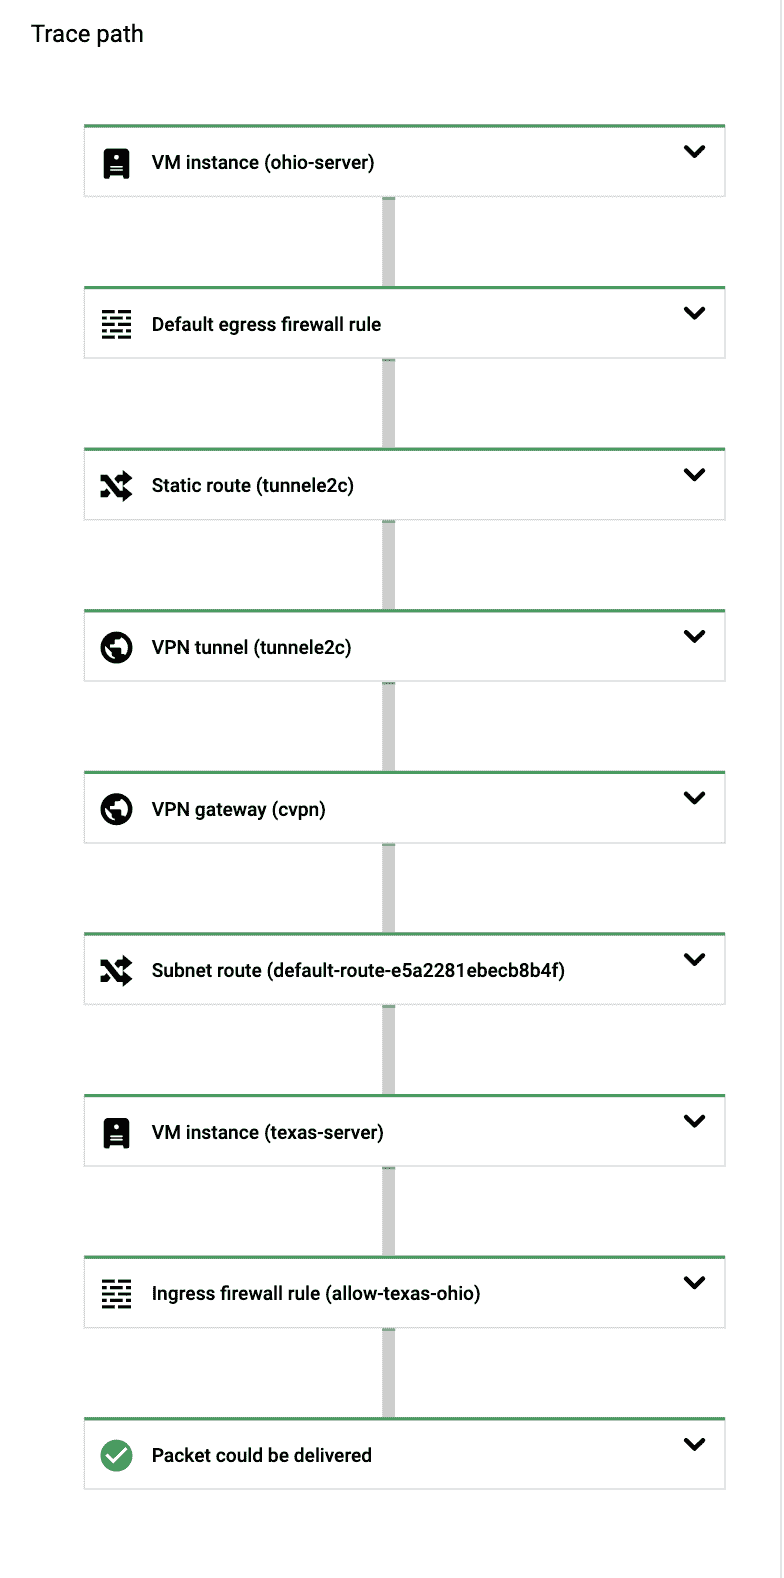 Trace path
VM instance (ohio-server)
Default egress firewall rule
Static route (tunnele2c)
VPN tunnel (tunnele2c)
VPN gateway (cvpn)
Subnet route (default-route-e5a2281ebecb8b4f)
VM instance (texas-server)
Ingress firewall rule (allow-texas-ohio)
Packet could be delivered